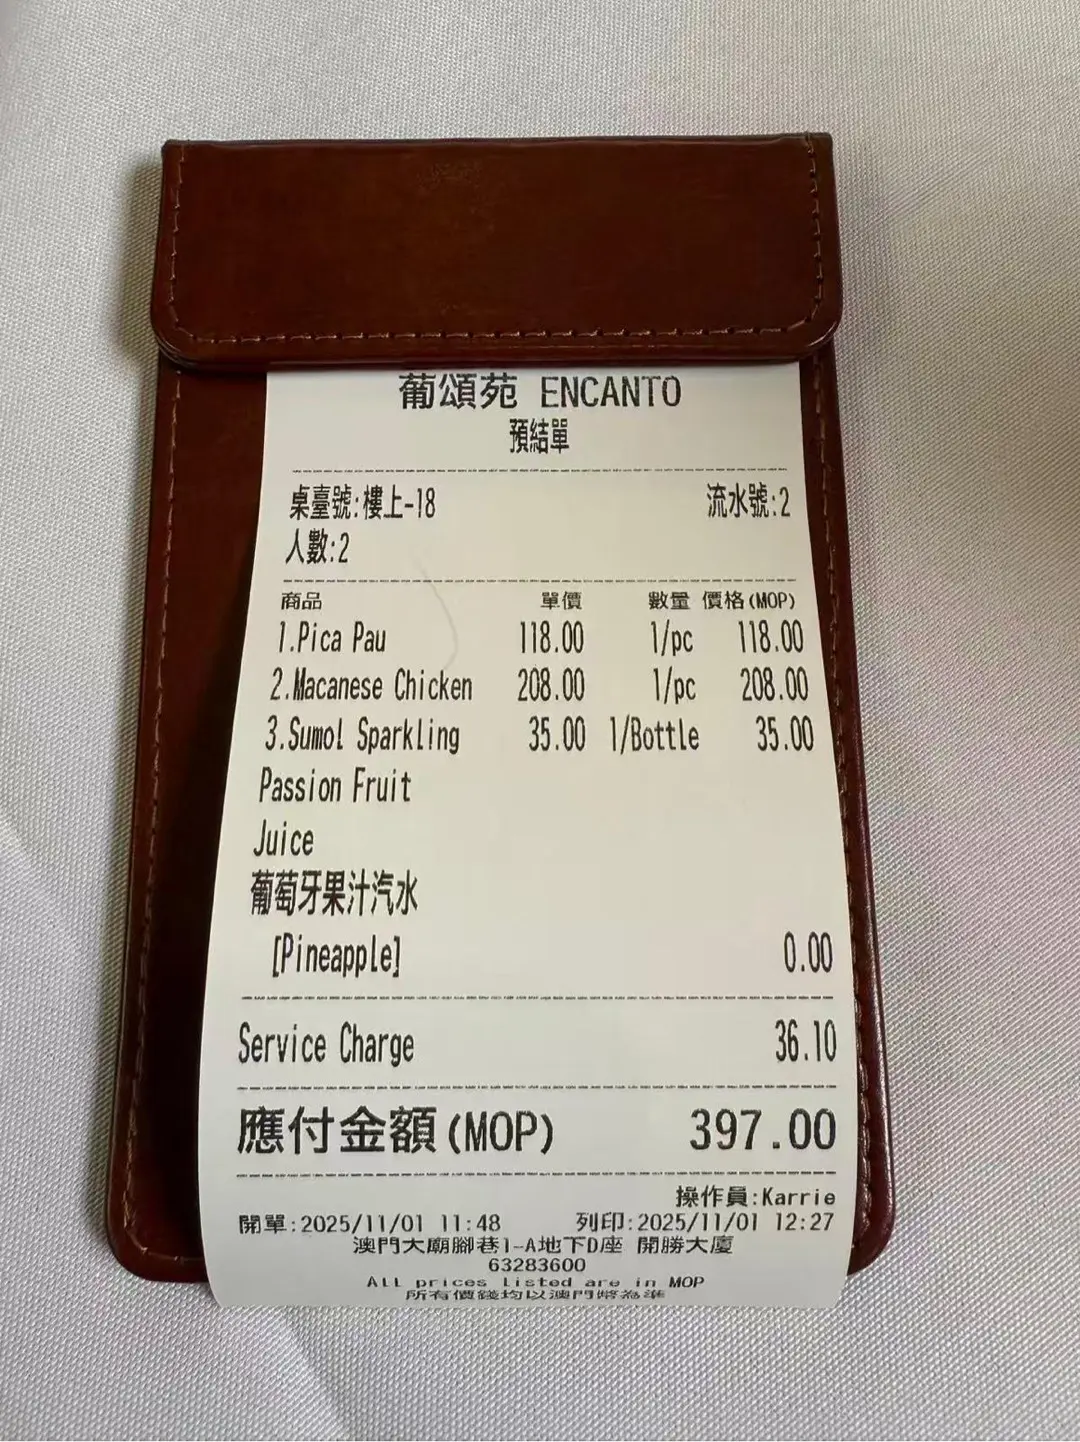 葡頌苑 ENCANTO
預結單
桌臺號:樓上-18 流水號:2
人數:2
商品 單價 數量 價格(MOP)
1.Pica Pau 118.00 1/pc 118.00
2.Macanese Chicken 208.00 1/pc 208.00
3.Sumol Sparkling 35.00 1/Bottle 35.00
Passion Fruit
Juice
葡萄牙果汁汽水
[Pineapple] 0.00
Service Charge 36.10
應付金額(MOP) 397.00
操作員:Karrie
開單:2025/11/01 11:48 列印:2025/11/01 12:27
澳門大廟腳巷1-A地下D座 開勝大廈
63283600
All prices listed are in MOP
所有價錢均以澳門幣為準